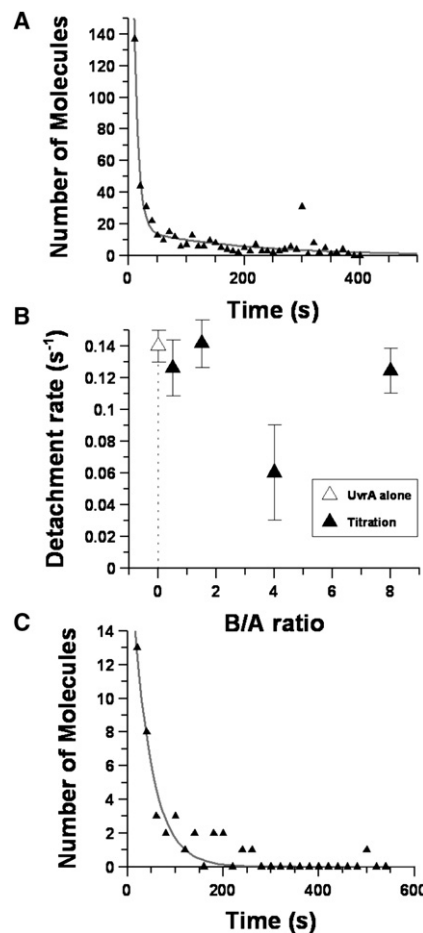 A
Number of Molecules
140
120
100
80
60
40
20
0
0 200 400
Time (s)
B
Detachment rate (s⁻¹)
0.14
0.12
0.1
0.08
0.06
0.04
0.02
0
UvrA alone
Titration
0 2 4 6 8
B/A ratio
C
Number of Molecules
14
12
10
8
6
4
2
0
0 200 400 600
Time (s)